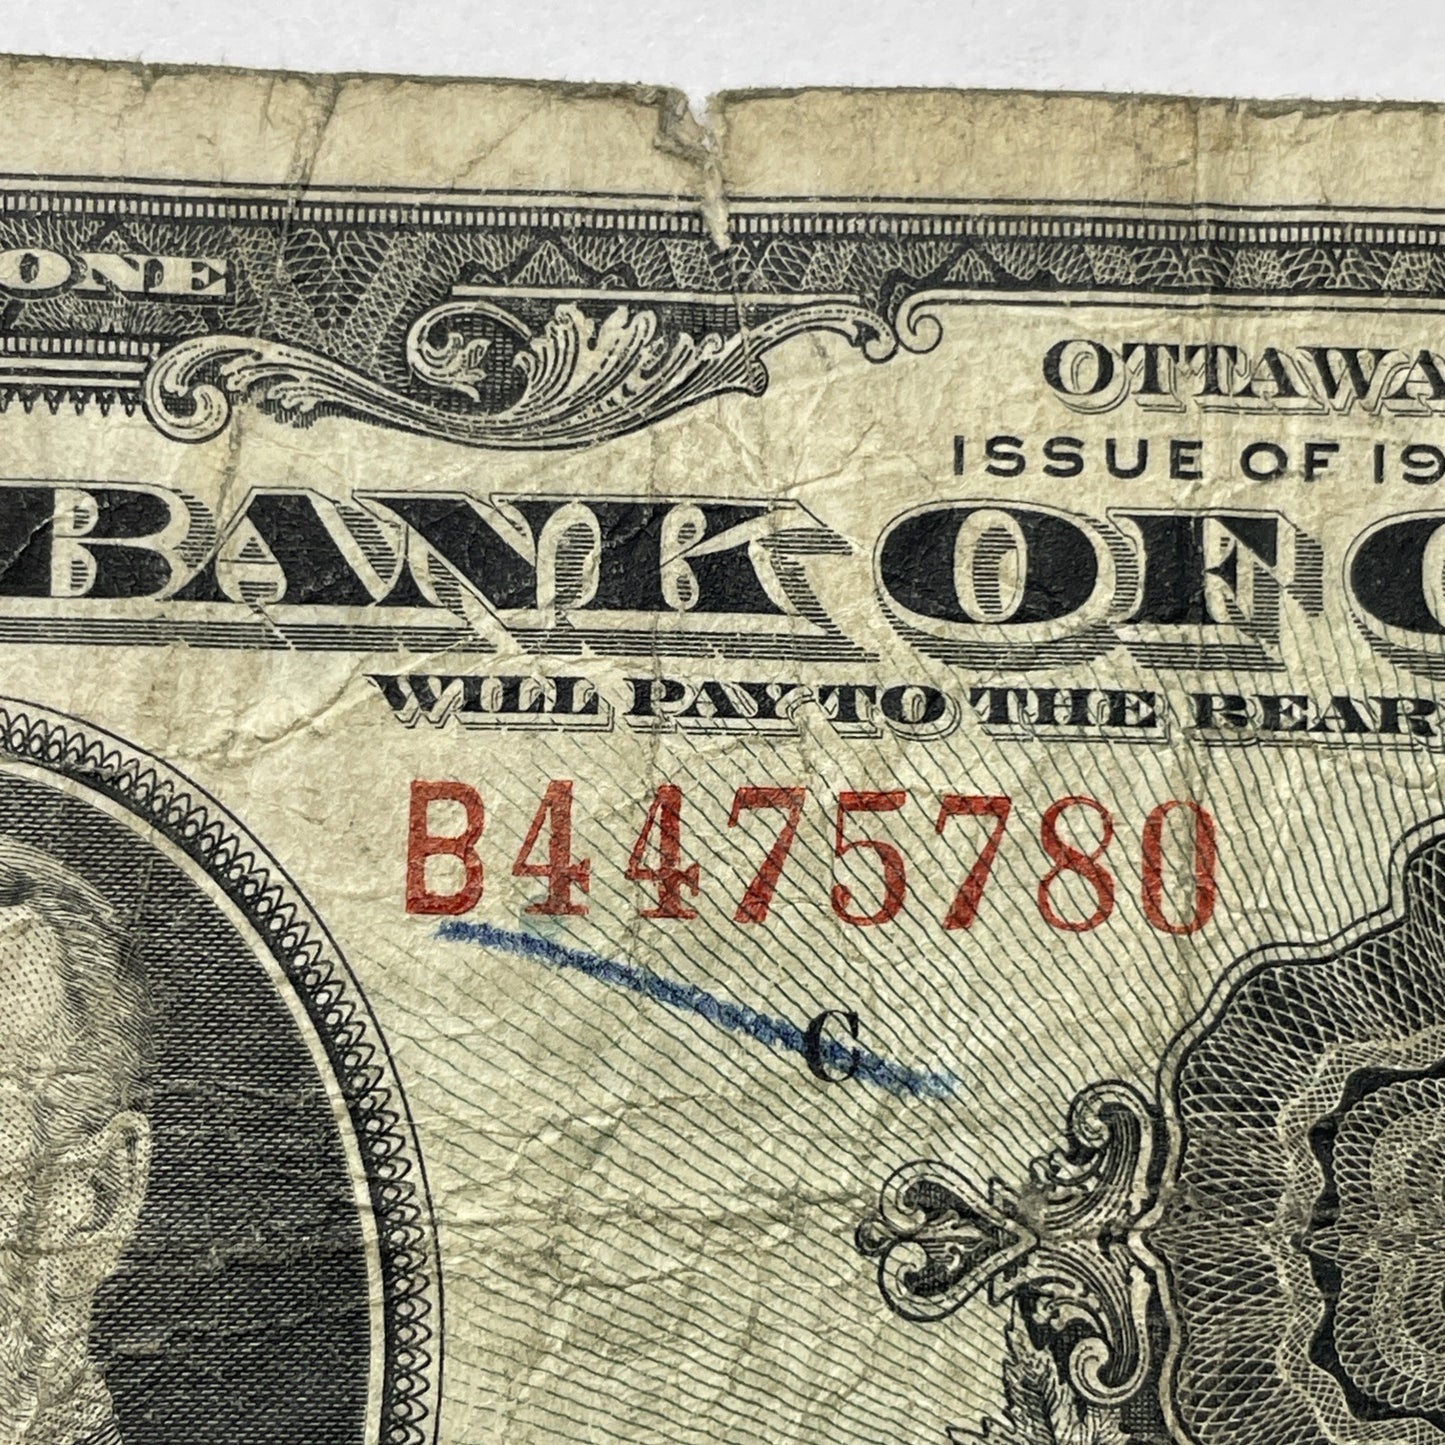 ONE
OTTAWA
ISSUE OF 19
BANK OF C
WILL PAY TO THE BEAR
B4475780
C